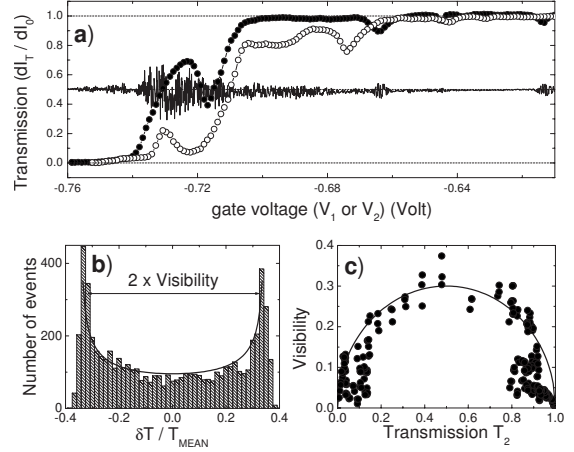 a)
Transmission (dI_T / dI_0)
1.0
0.8
0.6
0.4
0.2
0.0
-0.76 -0.72 -0.68 -0.64
gate voltage (V_1 or V_2) (Volt)
b)
2 x Visibility
Number of events
400
200
0
-0.4 -0.2 0.0 0.2 0.4
δT / T_MEAN
c)
Visibility
0.4
0.3
0.2
0.1
0.0
0.0 0.2 0.4 0.6 0.8 1.0
Transmission T_2